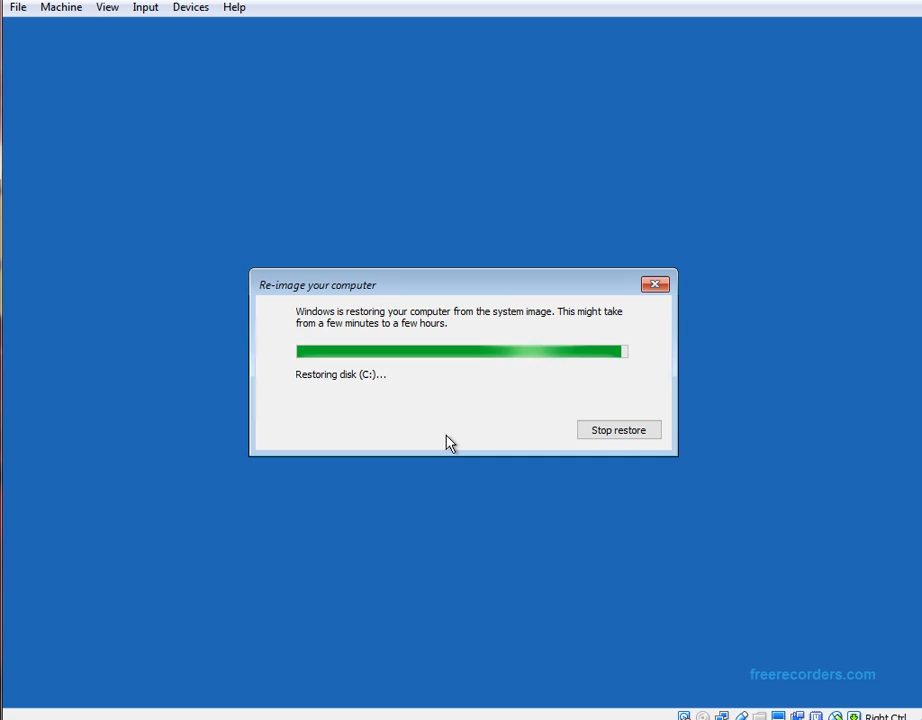 File Machine View Input Devices Help
Re-image your computer
Windows is restoring your computer from the system image. This might take
from a few minutes to a few hours.
Restoring disk (C:)...
Stop restore
freerecorders.com
Right Ctrl